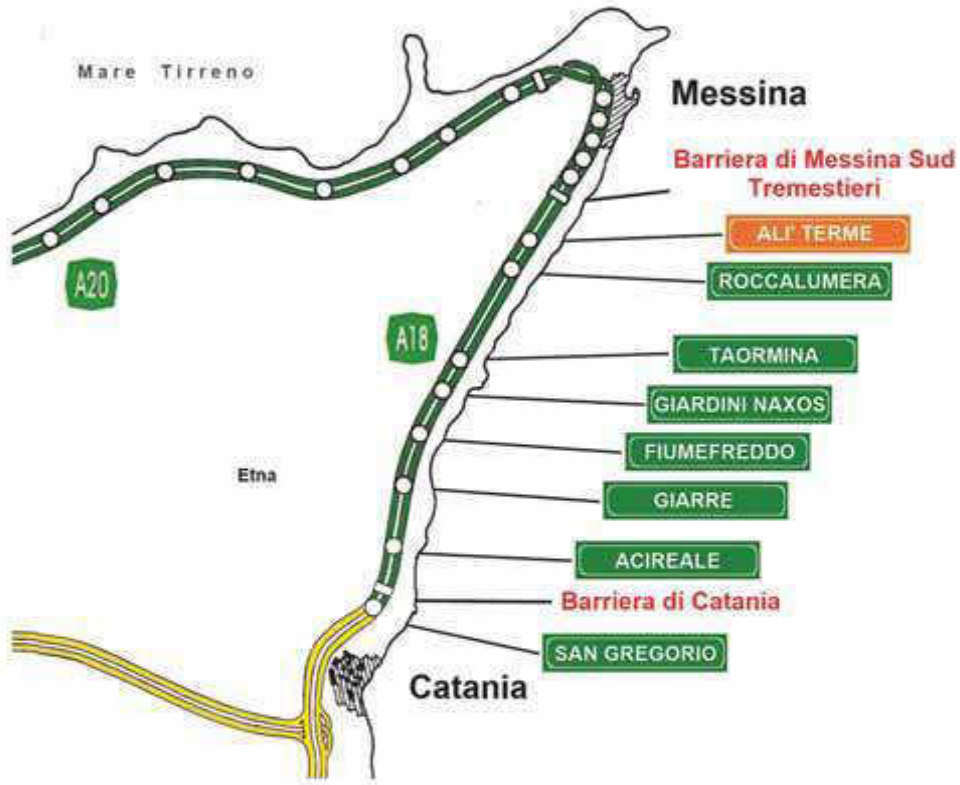 Mare Tirreno
Messina
Barriera di Messina Sud
Tremestieri
ALI' TERME
A20
ROCCALUMERA
A18
TAORMINA
GIARDINI NAXOS
FIUMEFREDDO
Etna
GIARRE
ACIREALE
Barriera di Catania
SAN GREGORIO
Catania